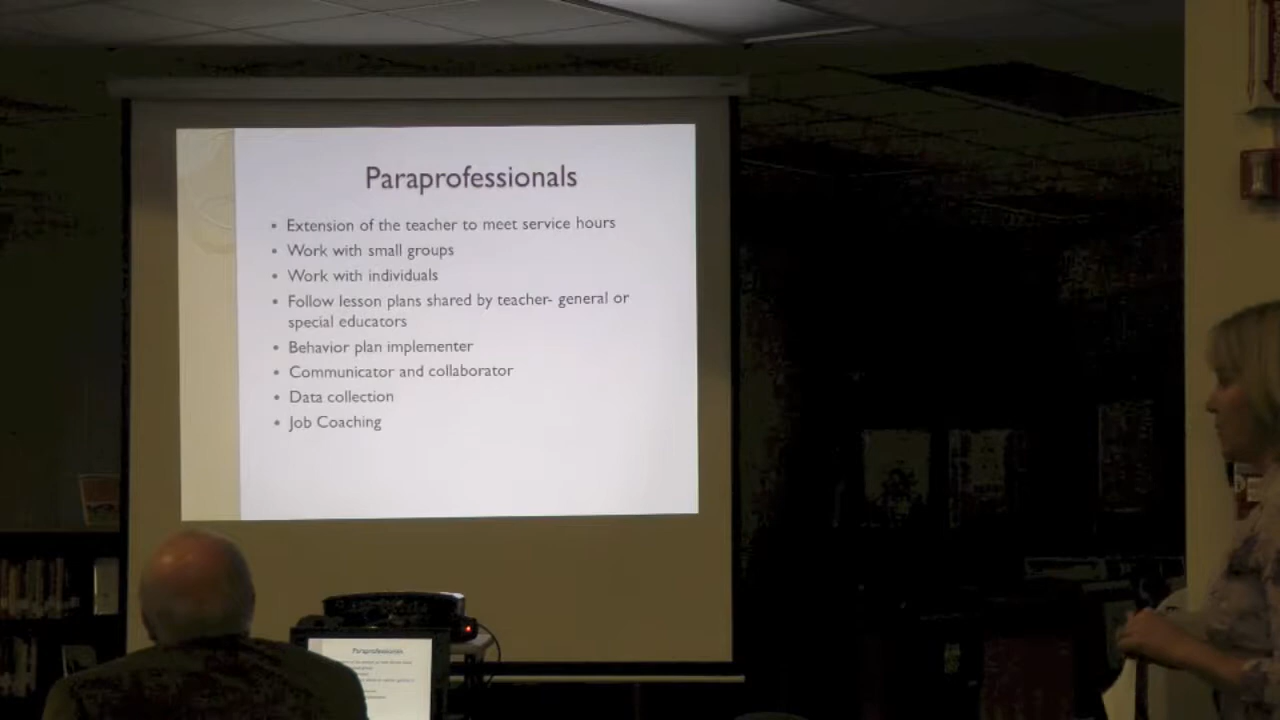 Paraprofessionals
• Extension of the teacher to meet service hours
• Work with small groups
• Work with individuals
• Follow lesson plans shared by teacher- general or
special educators
• Behavior plan implementer
• Communicator and collaborator
• Data collection
• Job Coaching
Paraprofessionals